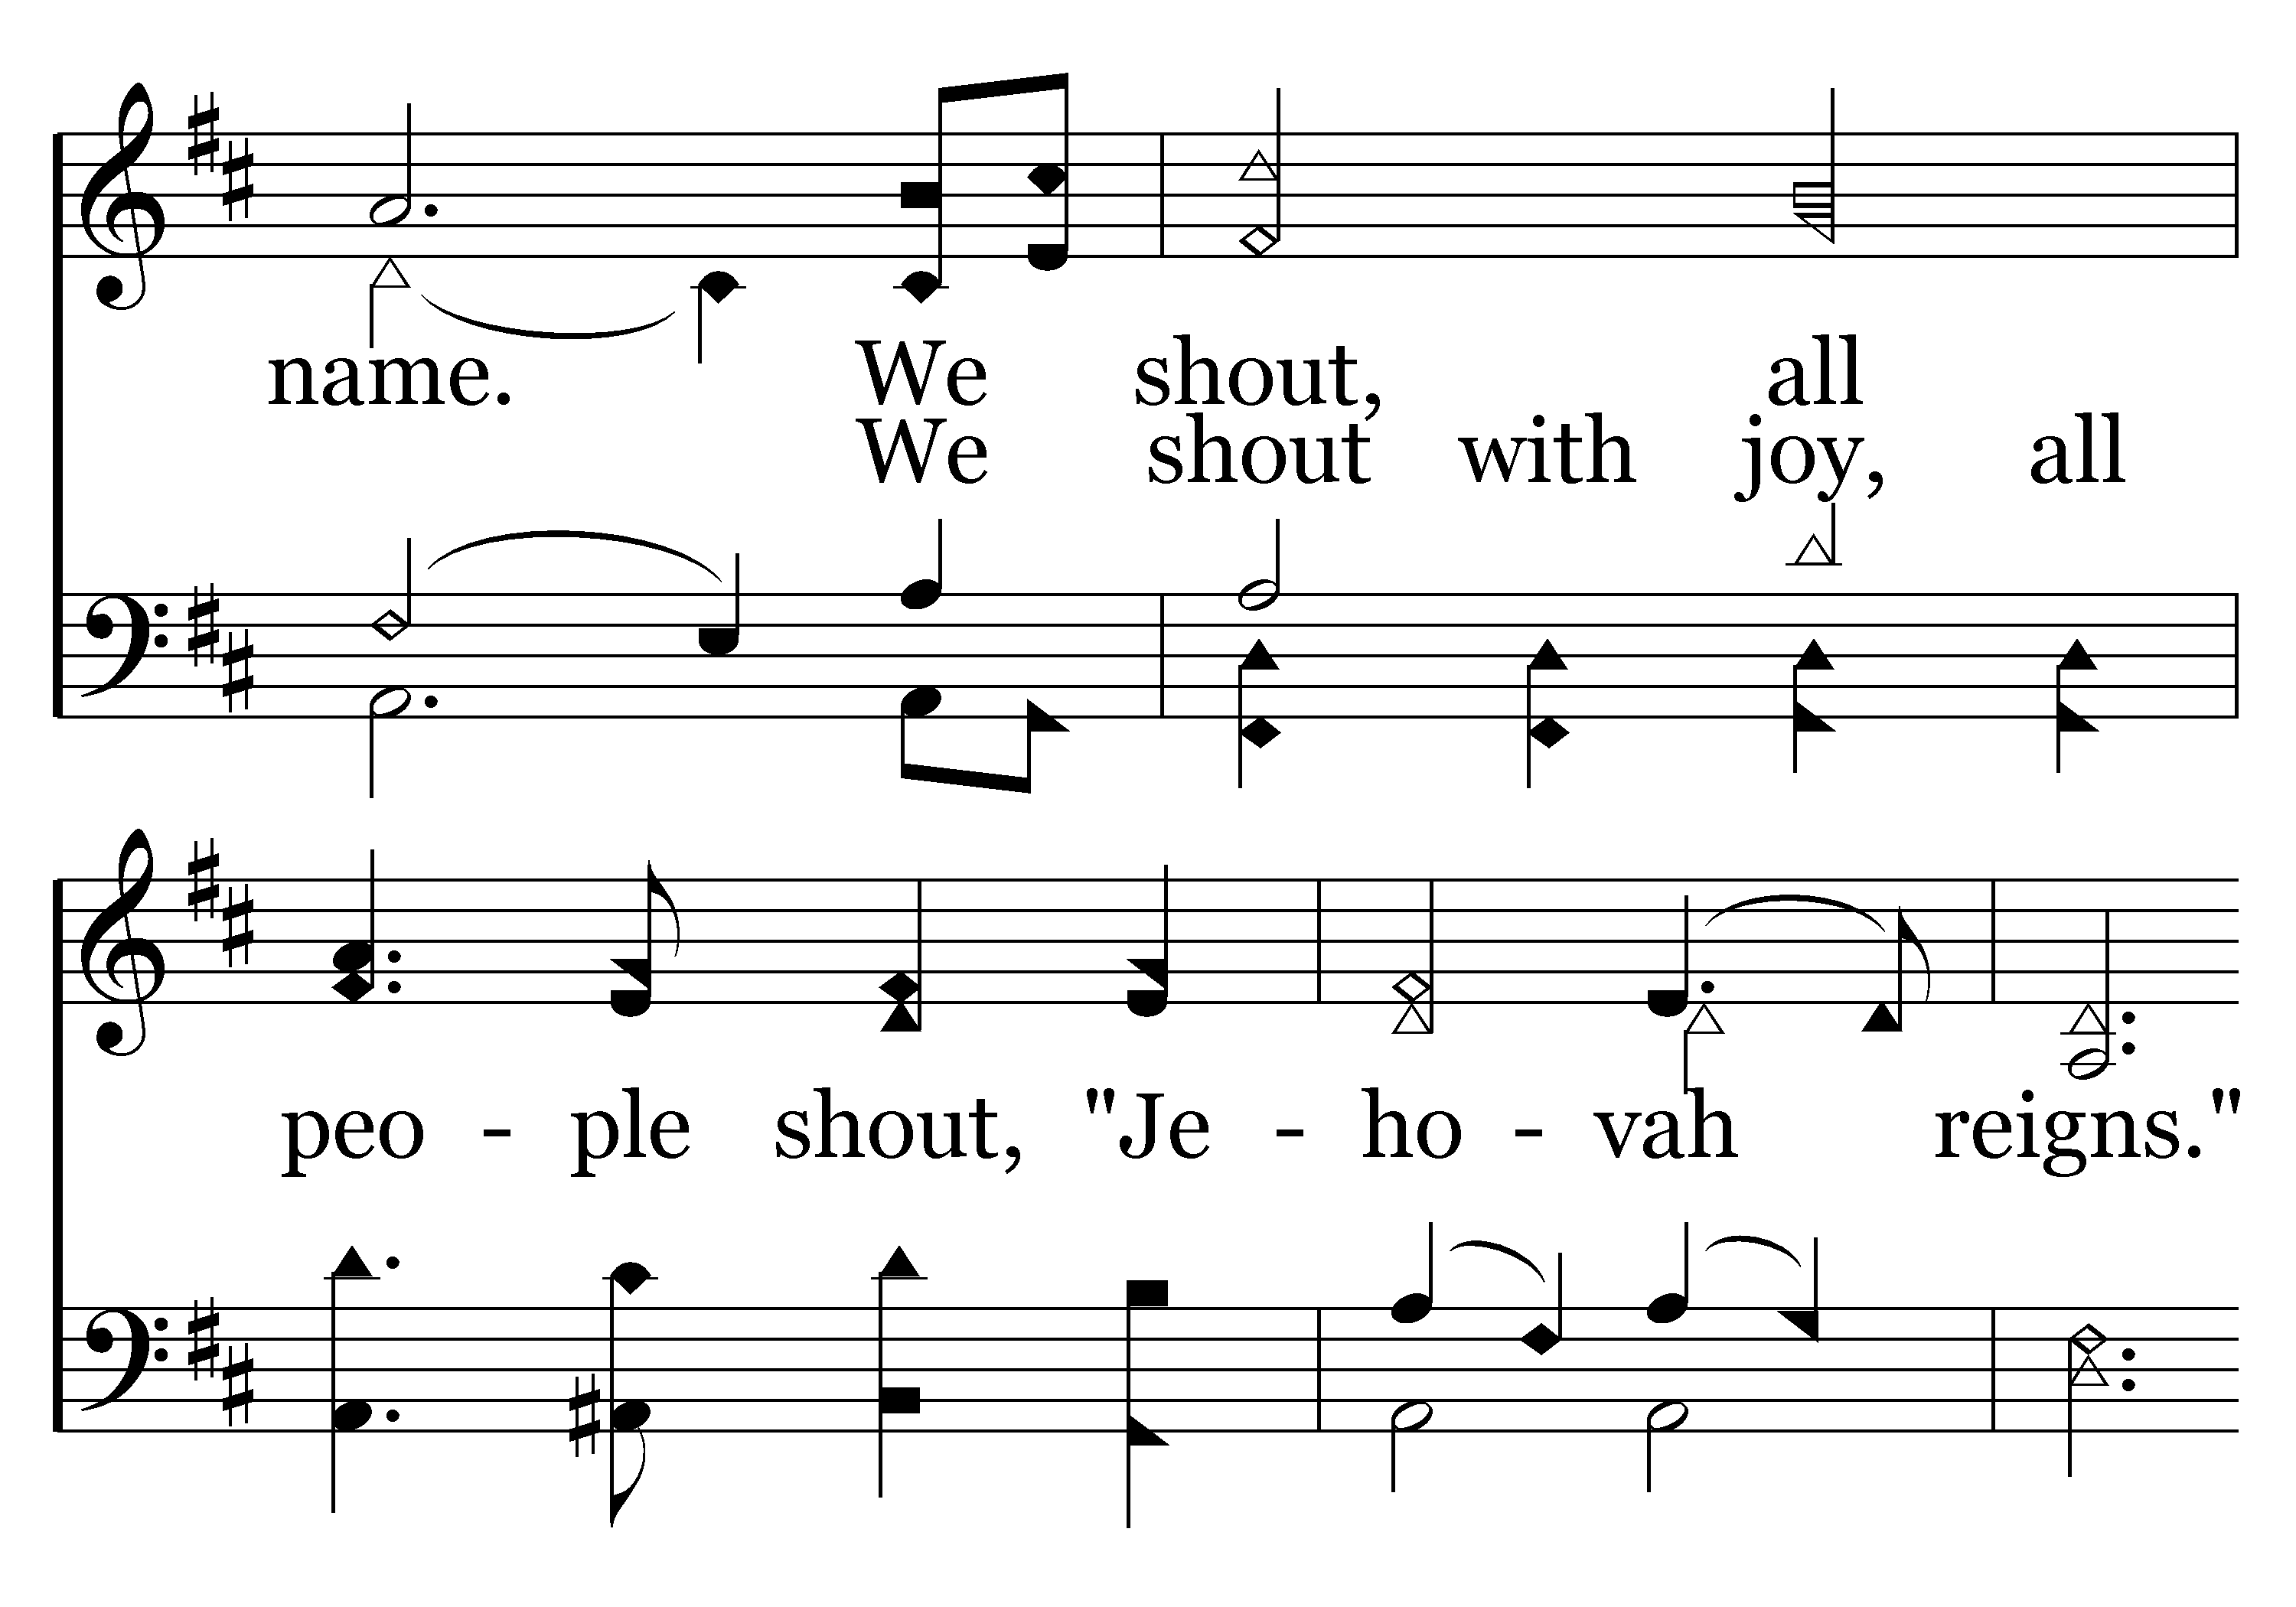 name. We shout, all
We shout with joy, all
peo - ple shout, "Je - ho - vah reigns."